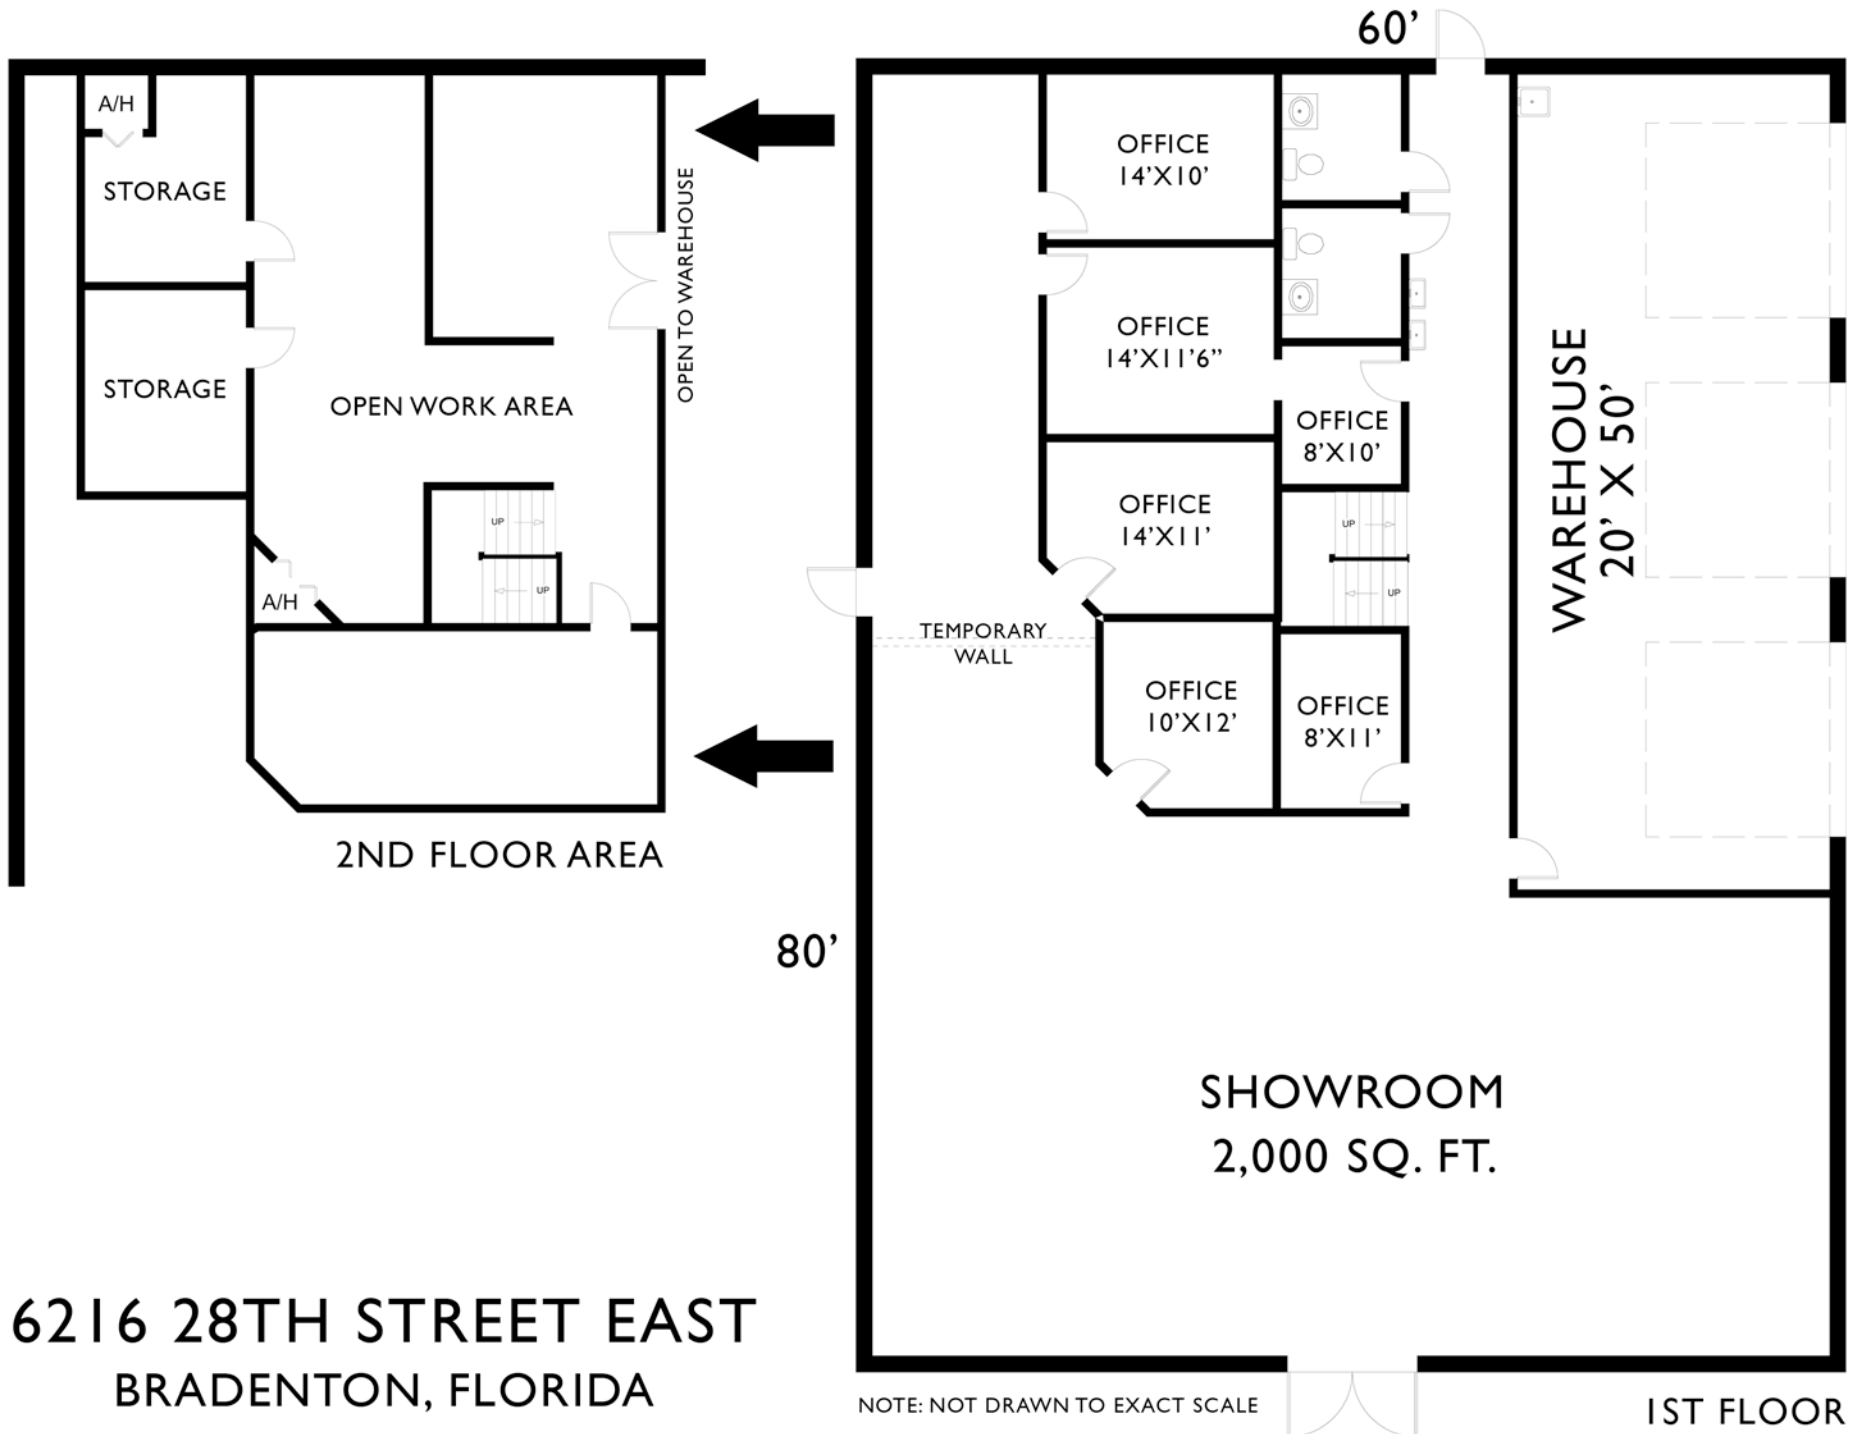 60’
A/H
STORAGE
STORAGE
OPEN WORK AREA
OPEN TO WAREHOUSE
UP
UP
A/H
2ND FLOOR AREA
OFFICE
14’X10’
OFFICE
14’X11’6”
OFFICE
8’X10’
OFFICE
14’X11’
UP
UP
TEMPORARY
WALL
OFFICE
10’X12’
OFFICE
8’X11’
WAREHOUSE
20’ X 50’
80’
SHOWROOM
2,000 SQ. FT.
6216 28TH STREET EAST
BRADENTON, FLORIDA
NOTE: NOT DRAWN TO EXACT SCALE
1ST FLOOR